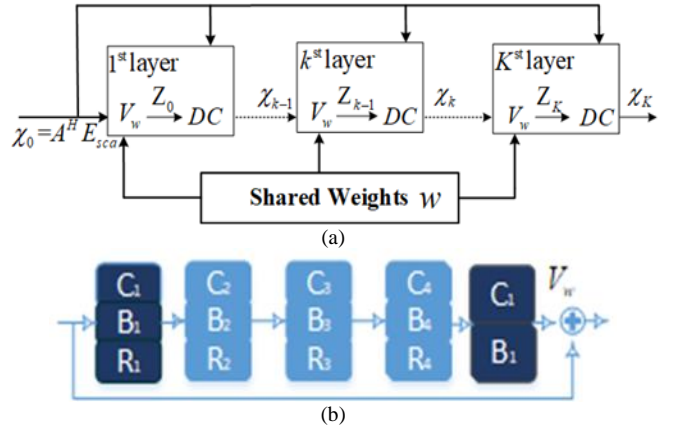 1st layer kst layer Kst layer
Vw Z0 DC χk-1 Vw Zk-1 DC χk Vw ZK DC χK
χ0 =A^H Esca
Shared Weights w
(a)
C1 C2 C3 C4 C1 Vw
B1 B2 B3 B4 B1
R1 R2 R3 R4
(b)